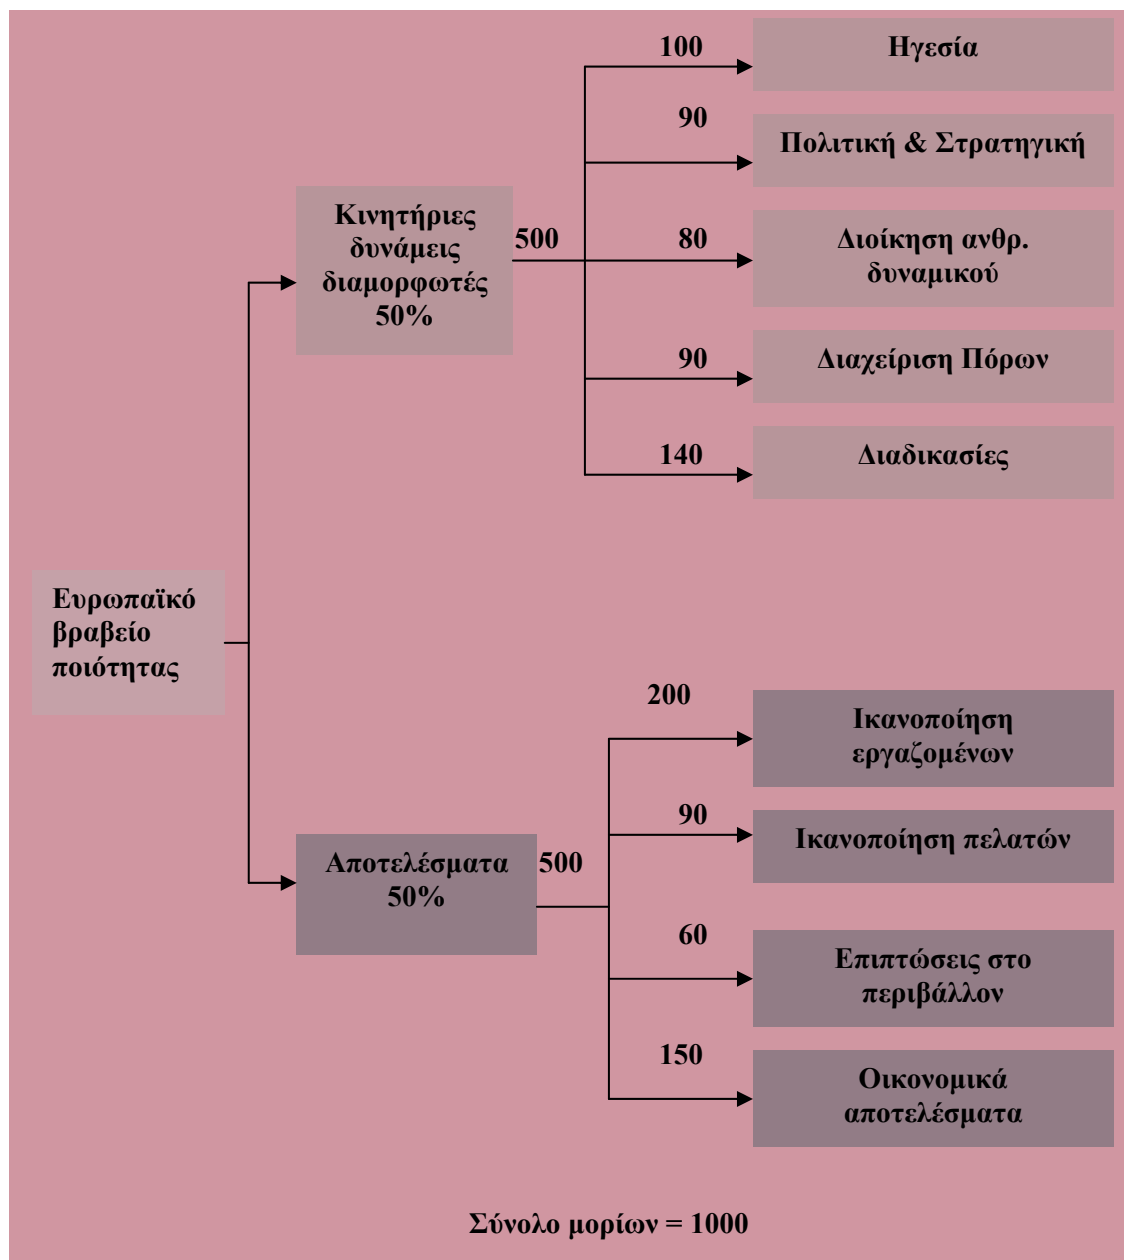 100
Ηγεσία
90
Πολιτική & Στρατηγική
Κινητήριες
δυνάμεις
διαμορφωτές
50%
500
80
Διοίκηση ανθρ.
δυναμικού
90
Διαχείριση Πόρων
140
Διαδικασίες
Ευρωπαϊκό
βραβείο
ποιότητας
200
Ικανοποίηση
εργαζομένων
90
Ικανοποίηση πελατών
Αποτελέσματα
50%
500
60
Επιπτώσεις στο
περιβάλλον
150
Οικονομικά
αποτελέσματα
Σύνολο μορίων = 1000